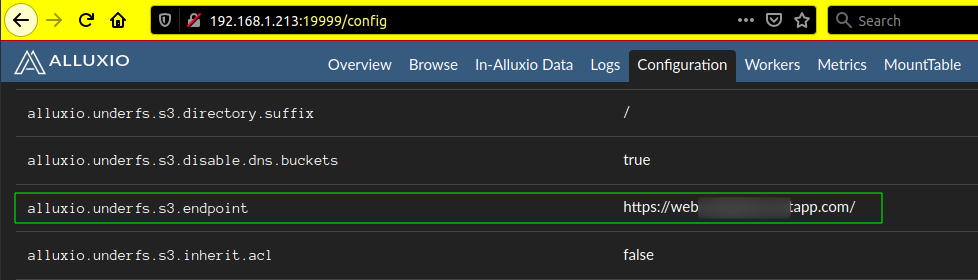 192.168.1.213:19999/config
Search
ALLUXIO
Overview Browse In-Alluxio Data Logs Configuration Workers Metrics MountTable
alluxio.underfs.s3.directory.suffix /
alluxio.underfs.s3.disable.dns.buckets true
alluxio.underfs.s3.endpoint https://web tapp.com/
alluxio.underfs.s3.inherit.acl false